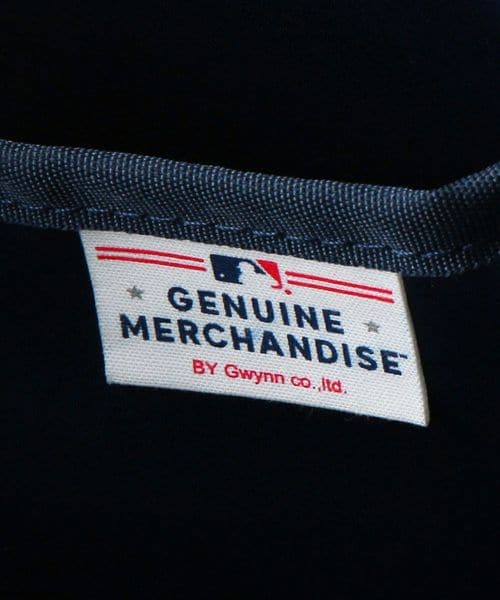 GENUINE
MERCHANDISE™
BY Gwynn co.,ltd.